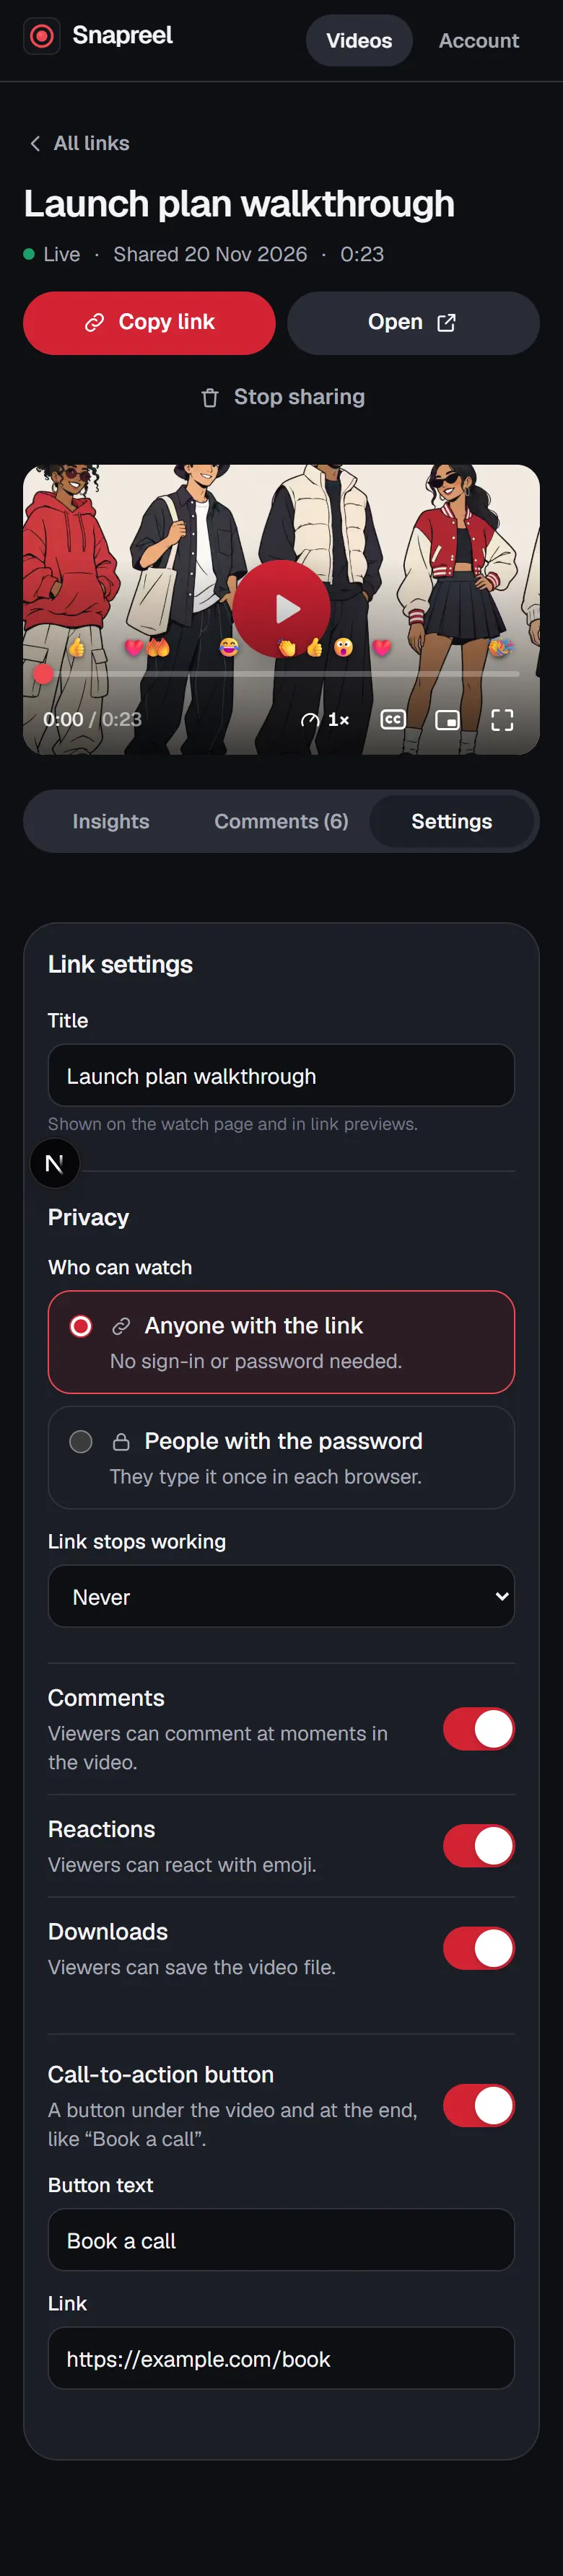 Snapreel
Videos
Account
All links
Launch plan walkthrough
Live · Shared 20 Nov 2026 · 0:23
Copy link
Open
Stop sharing
0:00 / 0:23
1×
CC
Insights
Comments (6)
Settings
Link settings
Title
Launch plan walkthrough
Shown on the watch page and in link previews.
N
Privacy
Who can watch
Anyone with the link
No sign-in or password needed.
People with the password
They type it once in each browser.
Link stops working
Never
Comments
Viewers can comment at moments in
the video.
Reactions
Viewers can react with emoji.
Downloads
Viewers can save the video file.
Call-to-action button
A button under the video and at the end,
like “Book a call”.
Button text
Book a call
Link
https://example.com/book